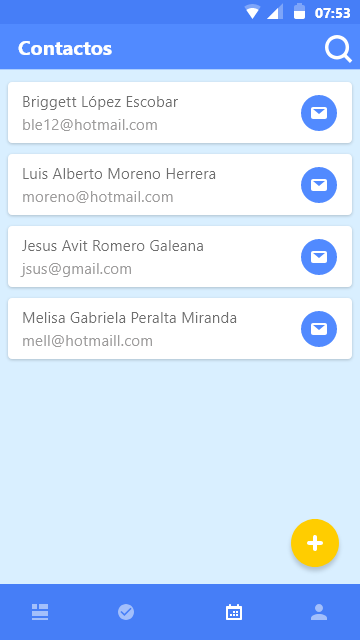 07:53
Contactos
Briggett López Escobar
ble12@hotmail.com
Luis Alberto Moreno Herrera
moreno@hotmail.com
Jesus Avit Romero Galeana
jsus@gmail.com
Melisa Gabriela Peralta Miranda
mell@hotmaill.com